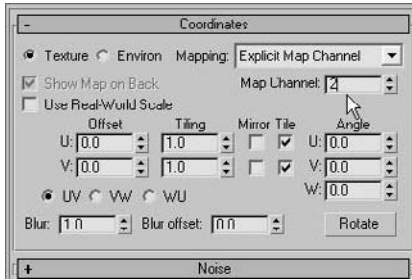 - Coordinates
Texture Environ Mapping: Explicit Map Channel
Show Map on Back Map Channel: 2
Use Real-World Scale
Offset Tiling Mirror Tile Angle
U: 0.0 1.0 U: 0.0
V: 0.0 1.0 V: 0.0
W: 0.0
UV VW WU
Blur: 1.0 Blur offset: 0.0 Rotate
+ Noise